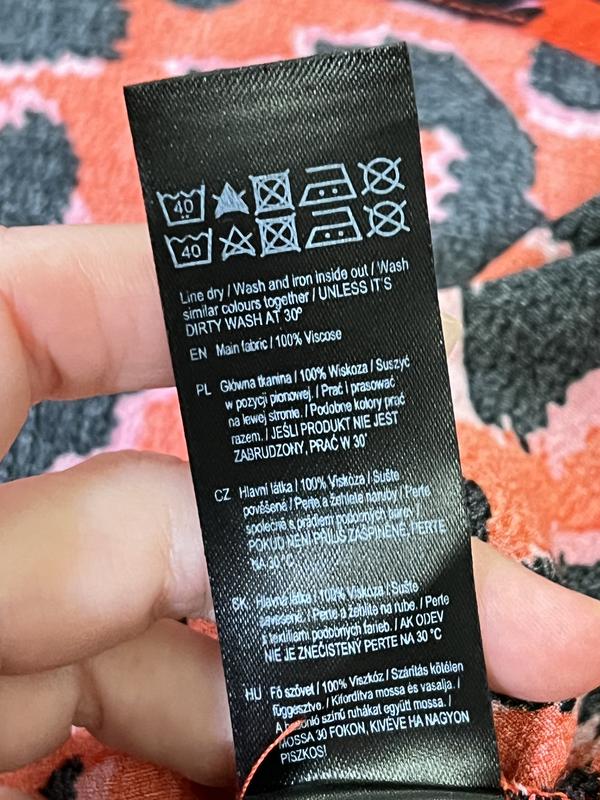 40
40
Line dry / Wash and iron inside out / Wash
similar colours together / UNLESS IT'S
DIRTY WASH AT 30º
EN Main fabric / 100% Viscose
PL Główna tkanina / 100% Wiskoza / Suszyć
w pozycji pionowej. / Prać i prasować
na lewej stronie. / Podobne kolory prać
razem. / JEŚLI PRODUKT NIE JEST
ZABRUDZONY, PRAĆ W 30°
CZ Hlavní látka / 100% Viskóza / Sušte
pověšené / Perte a žehlete naruby / Perte
společně s prádlem podobných barev /
POKUD NENÍ PŘÍLIŠ ZAŠPINĚNÉ, PERTE
NA 30 °C
SK Hlavná látka / 100% Viskóza / Sušte
zavesené. / Perte a žehlite na rube. / Perte
s textíliami podobných farieb. / AK ODEV
NIE JE ZNEČISTENÝ PERTE NA 30 °C
HU Fő szövet / 100% Viszkóz / Szárítás kötélen
függesztve. / Kifordítva mossa és vasalja. /
A színű ruhákat együtt mossa. /
MOSSA 30 FOKON, KIVÉVE HA NAGYON
PISZKOS!